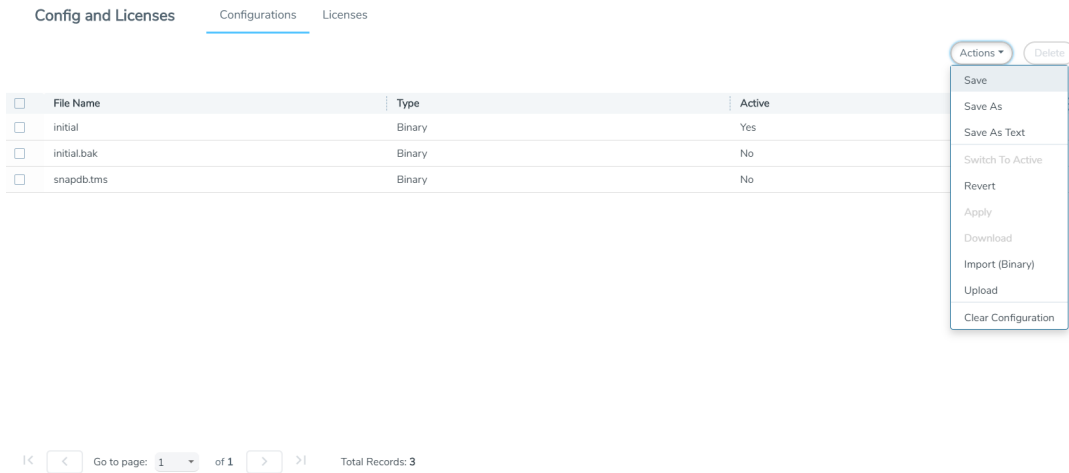 Config and Licenses Configurations Licenses
Actions Delete
Save
File Name Type Active
Save As
initial Binary Yes
Save As Text
initial.bak Binary No
Switch To Active
snapdb.tms Binary No
Revert
Apply
Download
Import (Binary)
Upload
Clear Configuration
Go to page: 1 of 1 Total Records: 3